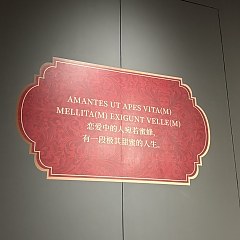 AMANTES UT APES VITA(M)
MELLITA(M) EXIGUNT VELLE(M)
恋爱中的人宛若蜜蜂，
有一段极其甜蜜的人生。